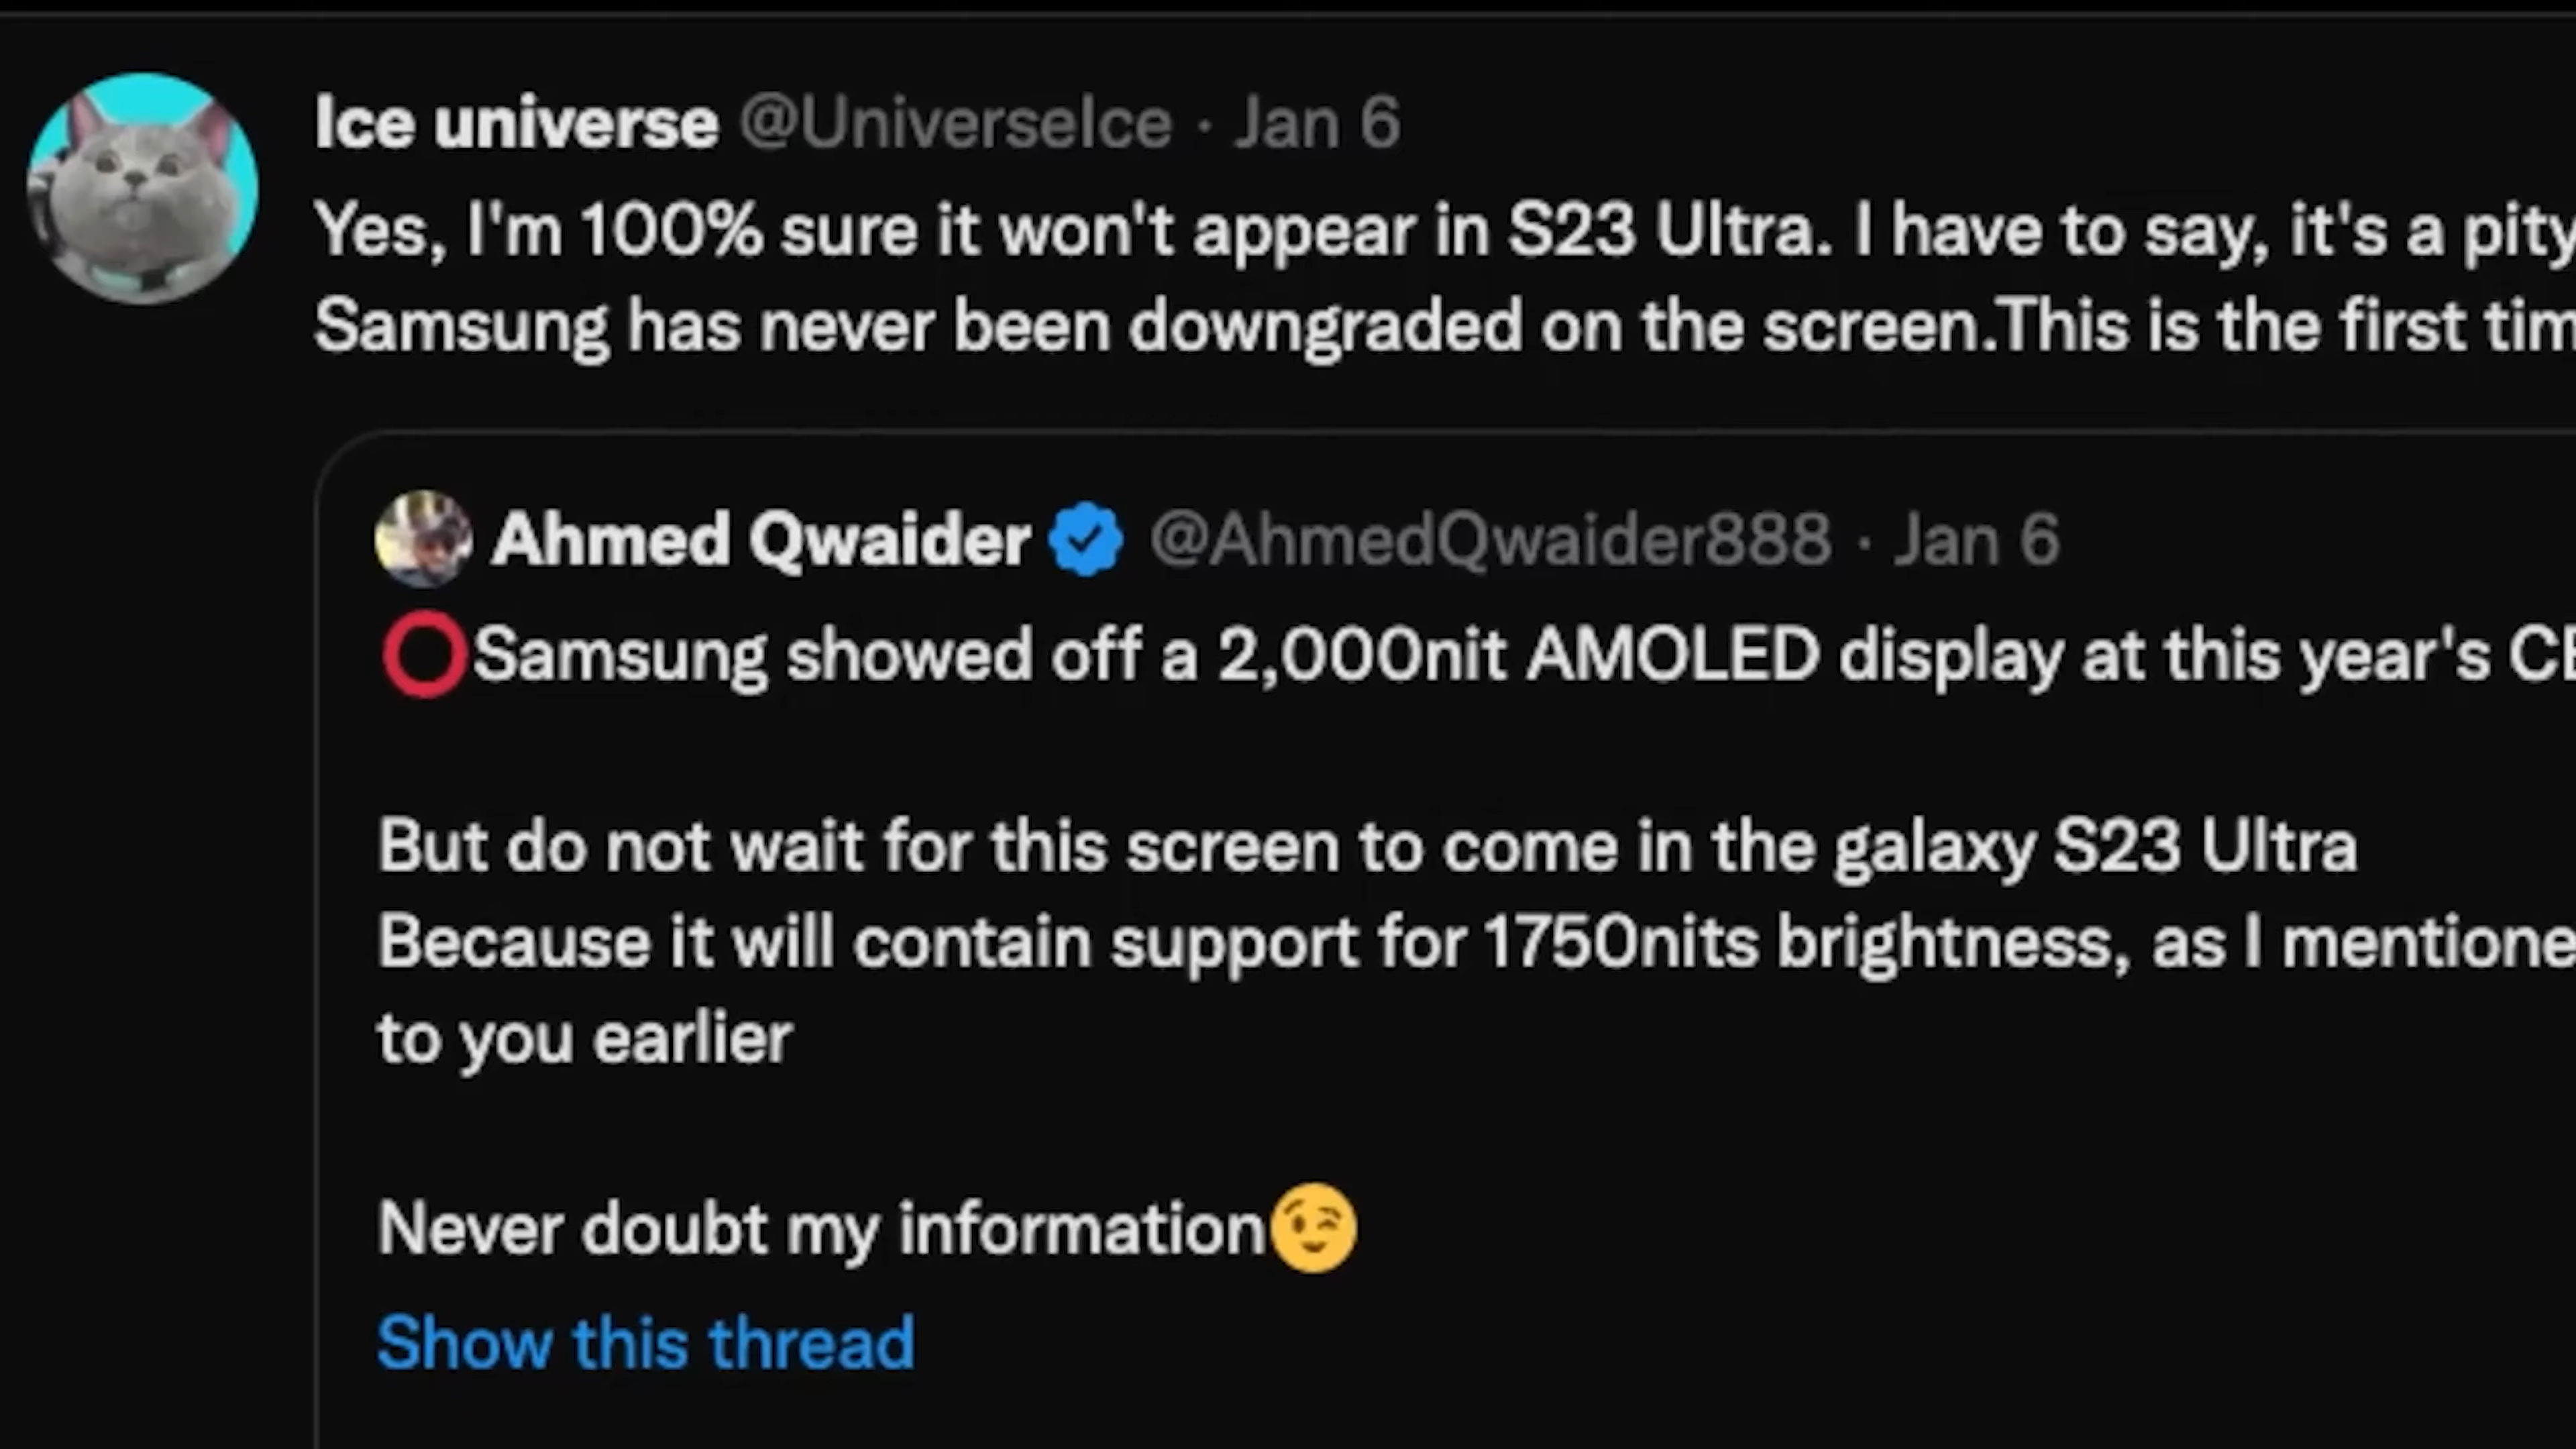 Ice universe @UniverseIce · Jan 6
Yes, I'm 100% sure it won't appear in S23 Ultra. I have to say, it's a pity
Samsung has never been downgraded on the screen.This is the first
Ahmed Qwaider @AhmedQwaider888 · Jan 6
⭕Samsung showed off a 2,000nit AMOLED display at this year's
But do not wait for this screen to come in the galaxy S23 Ultra
Because it will contain support for 1750nits brightness, as I
to you earlier
Never doubt my information😉
Show this thread